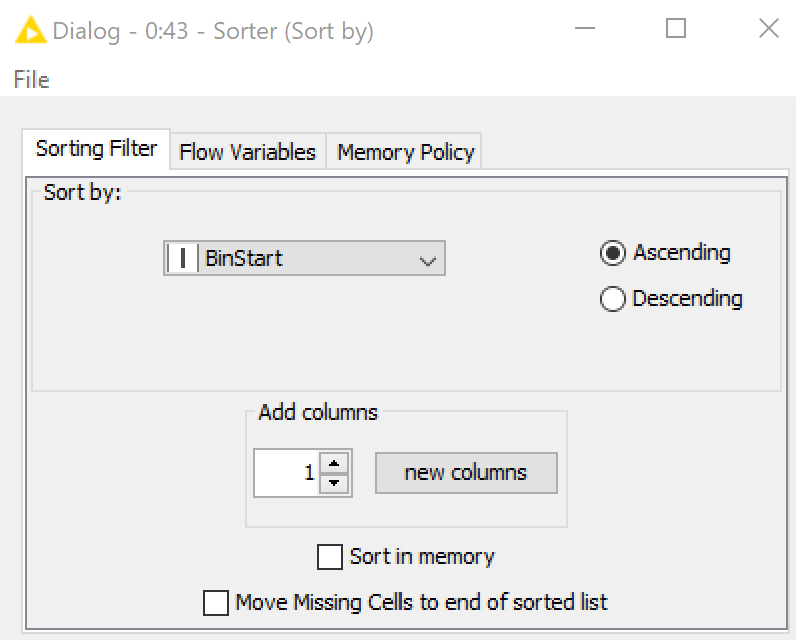 Dialog - 0:43 - Sorter (Sort by)
File
Sorting Filter Flow Variables Memory Policy
Sort by:
I BinStart
Ascending
Descending
Add columns
1 new columns
Sort in memory
Move Missing Cells to end of sorted list